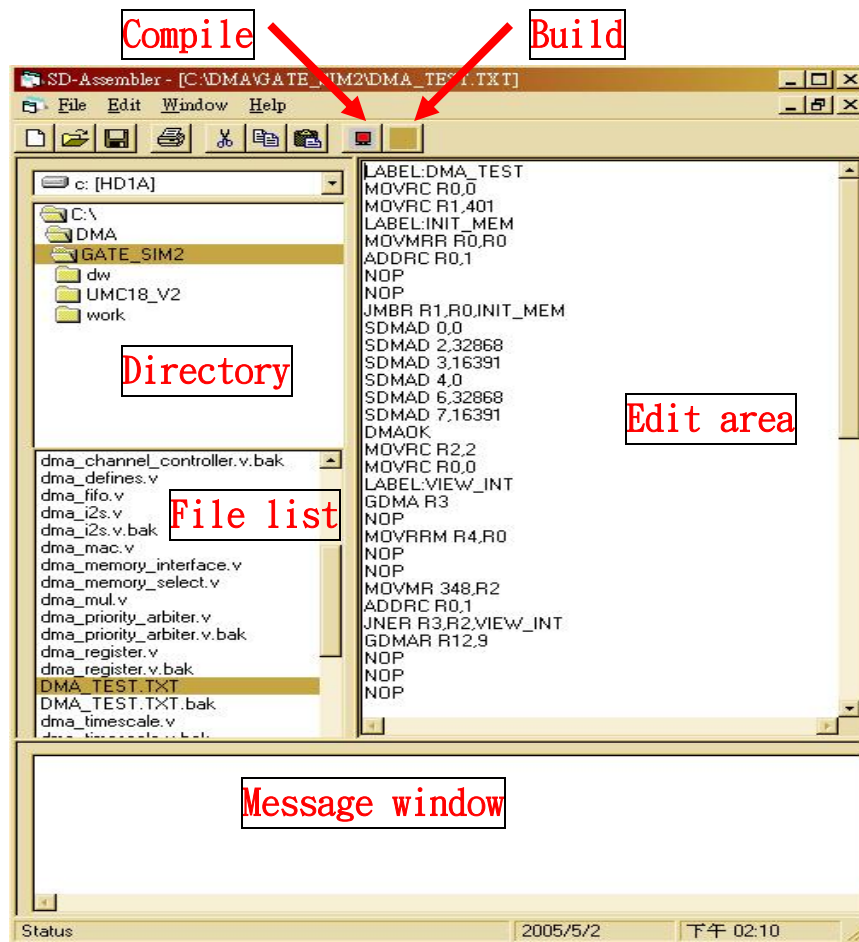 Compile
Build
SD-Assembler - [C:\DMA\GATE_SIM2\DMA_TEST.TXT]
File Edit Window Help
c: [HD1A]
C:\
DMA
GATE_SIM2
dw
UMC18_V2
work
Directory
dma_channel_controller.v.bak
dma_defines.v
dma_fifo.v
dma_i2s.v
dma_i2s.v.bak
dma_mac.v
dma_memory_interface.v
dma_memory_select.v
dma_mul.v
dma_priority_arbiter.v
dma_priority_arbiter.v.bak
dma_register.v
dma_register.v.bak
DMA_TEST.TXT
DMA_TEST.TXT.bak
dma_timescale.v
File list
LABEL:DMA_TEST
MOVRC R0,0
MOVRC R1,401
LABEL:INIT_MEM
MOVMRR R0,R0
ADDRC R0,1
NOP
NOP
JMBR R1,R0,INIT_MEM
SDMAD 0,0
SDMAD 2,32868
SDMAD 3,16391
SDMAD 4,0
SDMAD 6,32868
SDMAD 7,16391
DMAOK
MOVRC R2,2
MOVRC R0,0
LABEL:VIEW_INT
GDMA R3
NOP
MOVRRM R4,R0
NOP
NOP
MOVMR 348,R2
ADDRC R0,1
JNER R3,R2,VIEW_INT
GDMAR R12,9
NOP
NOP
NOP
Edit area
Message window
Status
2005/5/2
下午 02:10